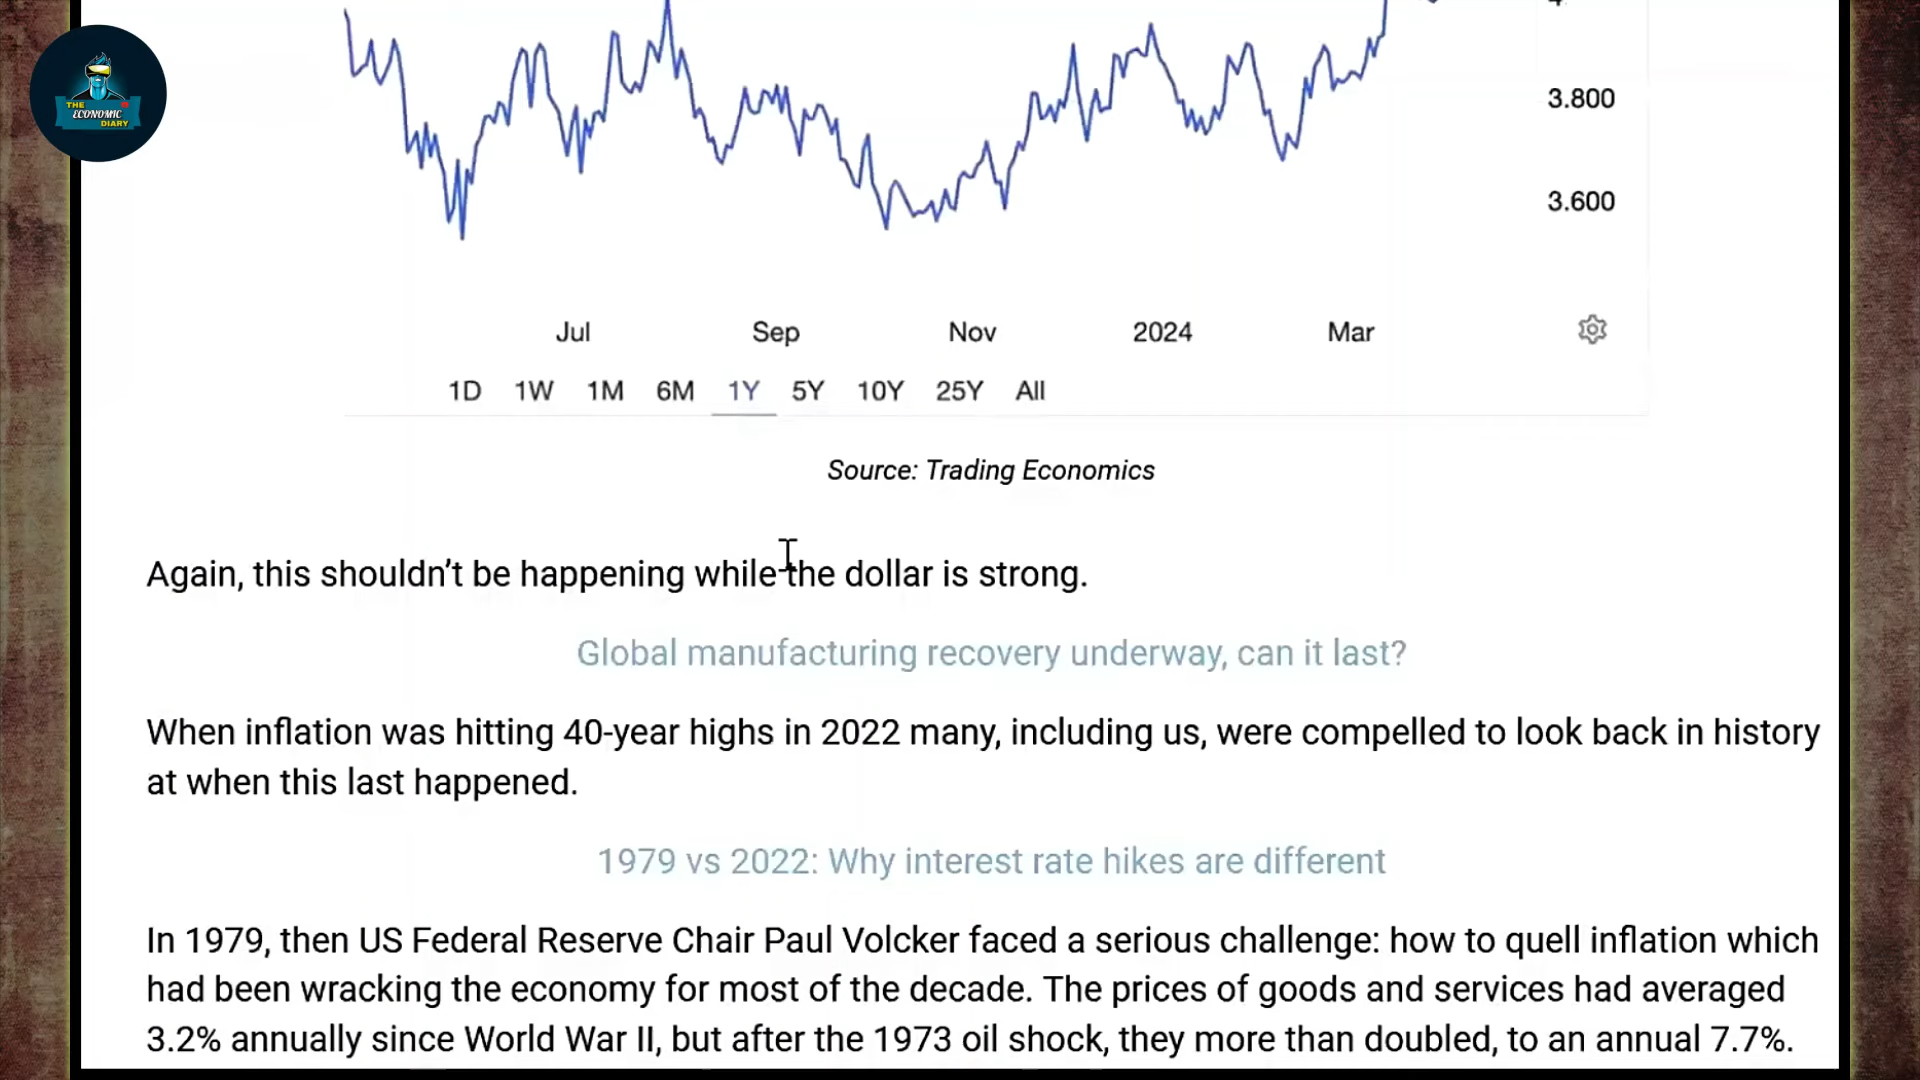 THE
ECONOMIC
DIARY
3.800
3.600
Jul Sep Nov 2024 Mar
1D 1W 1M 6M 1Y 5Y 10Y 25Y All
Source: Trading Economics
Again, this shouldn’t be happening while the dollar is strong.
Global manufacturing recovery underway, can it last?
When inflation was hitting 40-year highs in 2022 many, including us, were compelled to look back in history
at when this last happened.
1979 vs 2022: Why interest rate hikes are different
In 1979, then US Federal Reserve Chair Paul Volcker faced a serious challenge: how to quell inflation which
had been wracking the economy for most of the decade. The prices of goods and services had averaged
3.2% annually since World War II, but after the 1973 oil shock, they more than doubled, to an annual 7.7%.